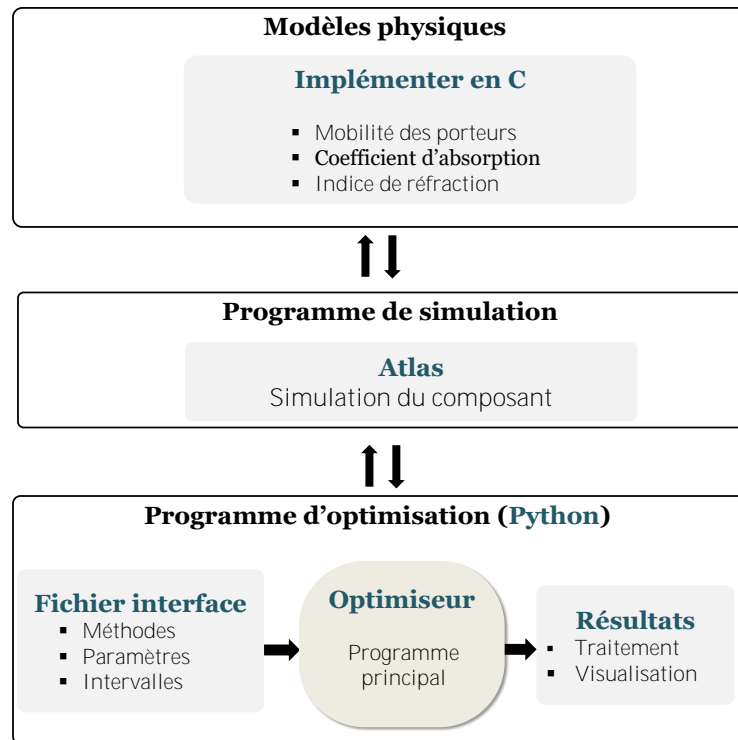 Modèles physiques
Implémenter en C
▪ Mobilité des porteurs
▪ Coefficient d’absorption
▪ Indice de réfraction
Programme de simulation
Atlas
Simulation du composant
Programme d’optimisation (Python)
Fichier interface
▪ Méthodes
▪ Paramètres
▪ Intervalles
Optimiseur
Programme
principal
Résultats
▪ Traitement
▪ Visualisation